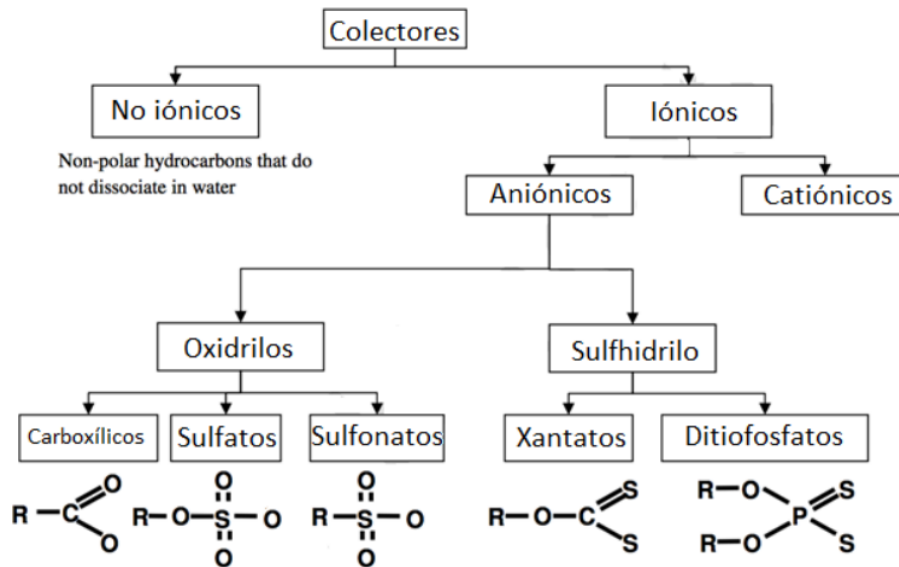 Colectores
No iónicos
Iónicos
Non-polar hydrocarbons that do
not dissociate in water
Aniónicos
Catiónicos
Oxidrilos
Sulfhidrilo
Carboxílicos
Sulfatos
Sulfonatos
Xantatos
Ditiofosfatos
R C O O
R O S O O O
R S O O O
R O C S S
R O R O P S S